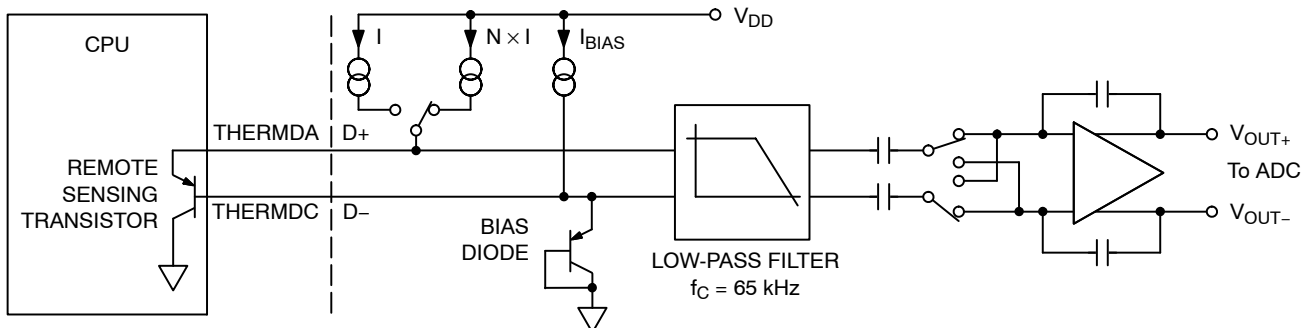 CPU
I
N × I
I_BIAS
V_DD
THERMDA
D+
REMOTE
SENSING
TRANSISTOR
THERMDC
D−
BIAS
DIODE
LOW-PASS FILTER
f_C = 65 kHz
V_OUT+
To ADC
V_OUT−